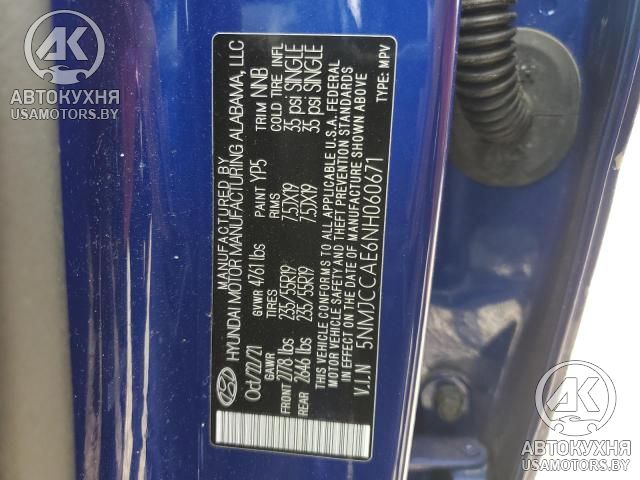 MANUFACTURED BY
HYUNDAI MOTOR MANUFACTURING ALABAMA, LLC
Oct/22/21 GVWR 4761 lbs PAINT YP5 TRIM NNB
GAWR TIRES RIMS COLD TIRE INFL
FRONT 2778 lbs 235/55R19 7.5JX19 35 psi SINGLE
REAR 2646 lbs 235/55R19 7.5JX19 35 psi SINGLE
THIS VEHICLE CONFORMS TO ALL APPLICABLE U.S.A. FEDERAL
MOTOR VEHICLE SAFETY AND THEFT PREVENTION STANDARDS
IN EFFECT ON THE DATE OF MANUFACTURE SHOWN ABOVE
V.I.N 5NMJCCAE6NH060671 TYPE: MPV
АК
АВТОКУХНЯ
USAMOTORS.BY
АК
АВТОКУХНЯ
USAMOTORS.BY